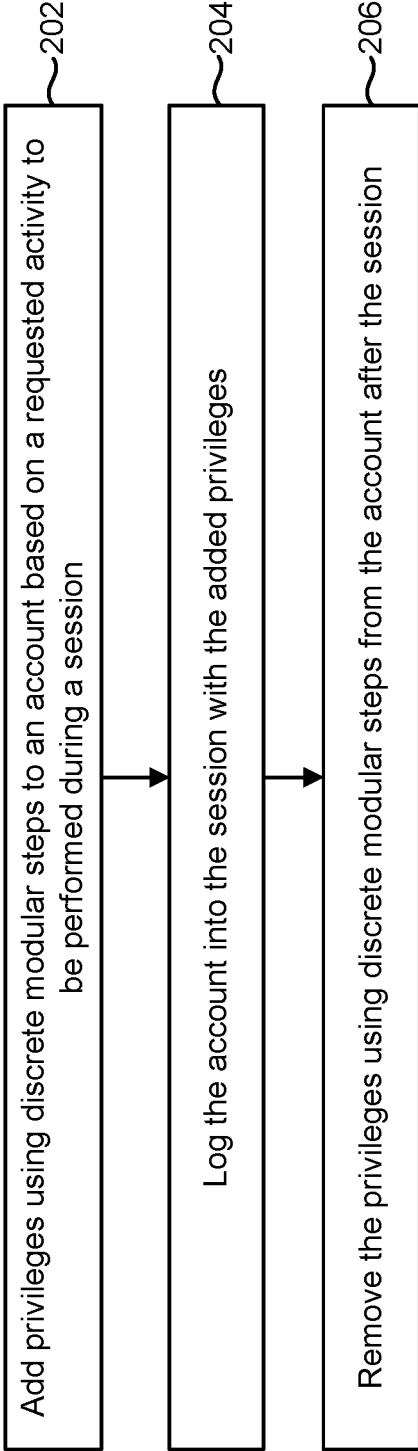 202
Add privileges using discrete modular steps to an account based on a requested activity to
be performed during a session
204
Log the account into the session with the added privileges
206
Remove the privileges using discrete modular steps from the account after the session